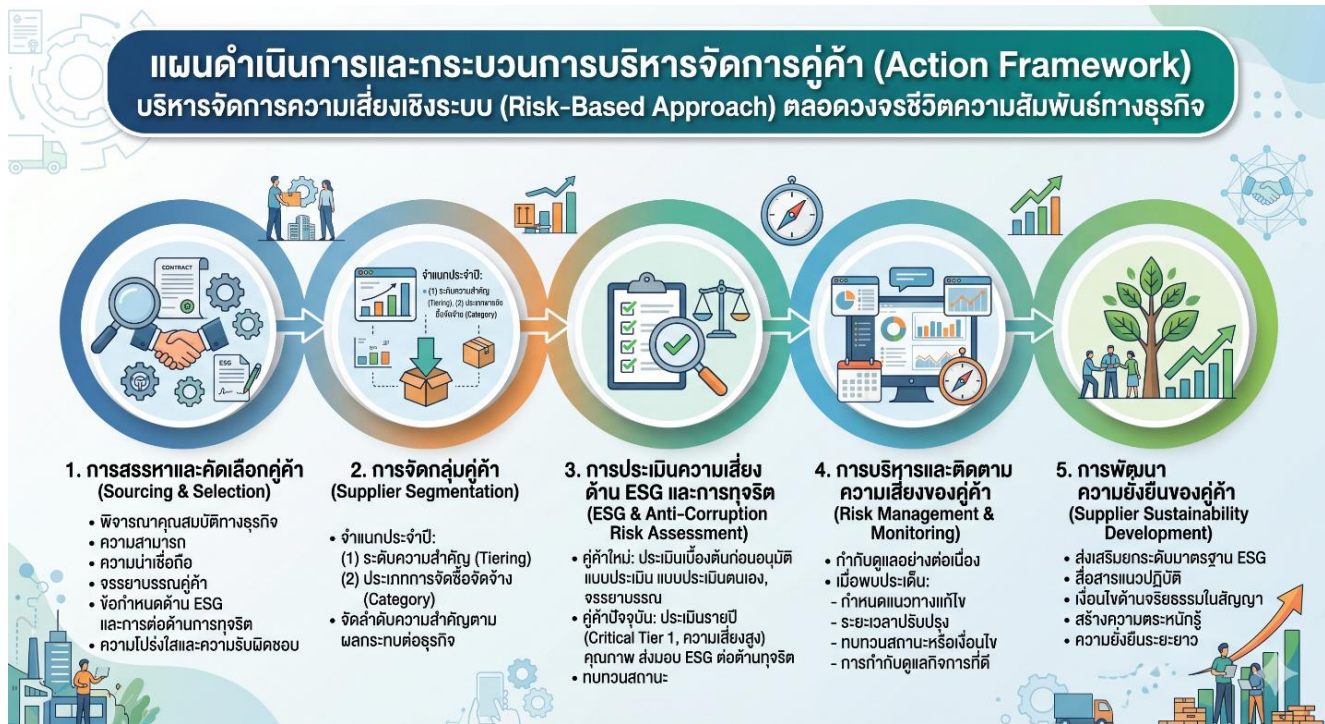 แผนดำเนินการและกระบวนการบริหารจัดการคู่ค้า (Action Framework)
บริหารจัดการความเสี่ยงเชิงระบบ (Risk-Based Approach) ตลอดวงจรชีวิตความสัมพันธ์ทางธุรกิจ
CONTRACT
ESG
จำแนกประจำปี:
• (1) ระดับความสำคัญ
(Tiering), (2) ประเภทการจัด
ซื้อจัดจ้าง (Category)
1. การสรรหาและคัดเลือกคู่ค้า
(Sourcing & Selection)
• พิจารณาคุณสมบัติทางธุรกิจ
• ความสามารถ
• ความน่าเชื่อถือ
• จรรยาบรรณคู่ค้า
• ข้อกำหนดด้าน ESG
และการต่อด้านการทุจริต
• ความโปร่งใสและความรับผิดชอบ
2. การจัดกลุ่มคู่ค้า
(Supplier Segmentation)
• จำแนกประจำปี:
(1) ระดับความสำคัญ (Tiering)
(2) ประเภทการจัดซื้อจัดจ้าง
(Category)
• จัดลำดับความสำคัญตาม
ผลกระทบต่อธุรกิจ
3. การประเมินความเสี่ยง
ด้าน ESG และการทุจริต
(ESG & Anti-Corruption
Risk Assessment)
• คู่ค้าใหม่: ประเมินเบื้องต้นก่อนอนุมัติ
แบบประเมิน แบบประเมินตนเอง,
จรรยาบรรณ
• คู่ค้าปัจจุบัน: ประเมินรายปี
(Critical Tier 1, ความเสี่ยงสูง)
คุณภาพ ส่งมอบ ESG ต่อต้านทุจริต
• ทบทวนสถานะ
4. การบริหารและติดตาม
ความเสี่ยงของคู่ค้า
(Risk Management &
Monitoring)
• กำกับดูแลอย่างต่อเนื่อง
• เมื่อพบประเด็น:
- กำหนดแนวทางแก้ไข
- ระยะเวลาปรับปรุง
- ทบทวนสถานะหรือเงื่อนไข
- การกำกับดูแลกิจการที่ดี
5. การพัฒนา
ความยั่งยืนของคู่ค้า
(Supplier Sustainability
Development)
• ส่งเสริมยกระดับมาตรฐาน ESG
• สื่อสารแนวปฏิบัติ
• เงื่อนไขด้านจริยธรรมในสัญญา
• สร้างความตระหนักรู้
• ความยั่งยืนระยะยาว